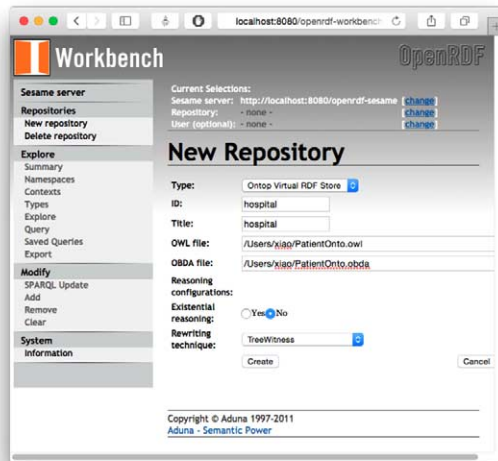 localhost:8080/openrdf-workbench
Workbench
OpenRDF
Sesame server
Repositories
New repository
Delete repository
Explore
Summary
Namespaces
Contexts
Types
Explore
Query
Saved Queries
Export
Modify
SPARQL Update
Add
Remove
Clear
System
Information
Current Selections:
Sesame server: http://localhost:8080/openrdf-sesame [change]
Repository: - none - [change]
User (optional): - none - [change]
New Repository
Type: Ontop Virtual RDF Store
ID: hospital
Title: hospital
OWL file: /Users/xiao/PatientOnto.owl
OBDA file: /Users/xiao/PatientOnto.obda
Reasoning
configurations:
Existential
reasoning: Yes No
Rewriting
technique: TreeWitness
Create Cancel
Copyright © Aduna 1997-2011
Aduna - Semantic Power